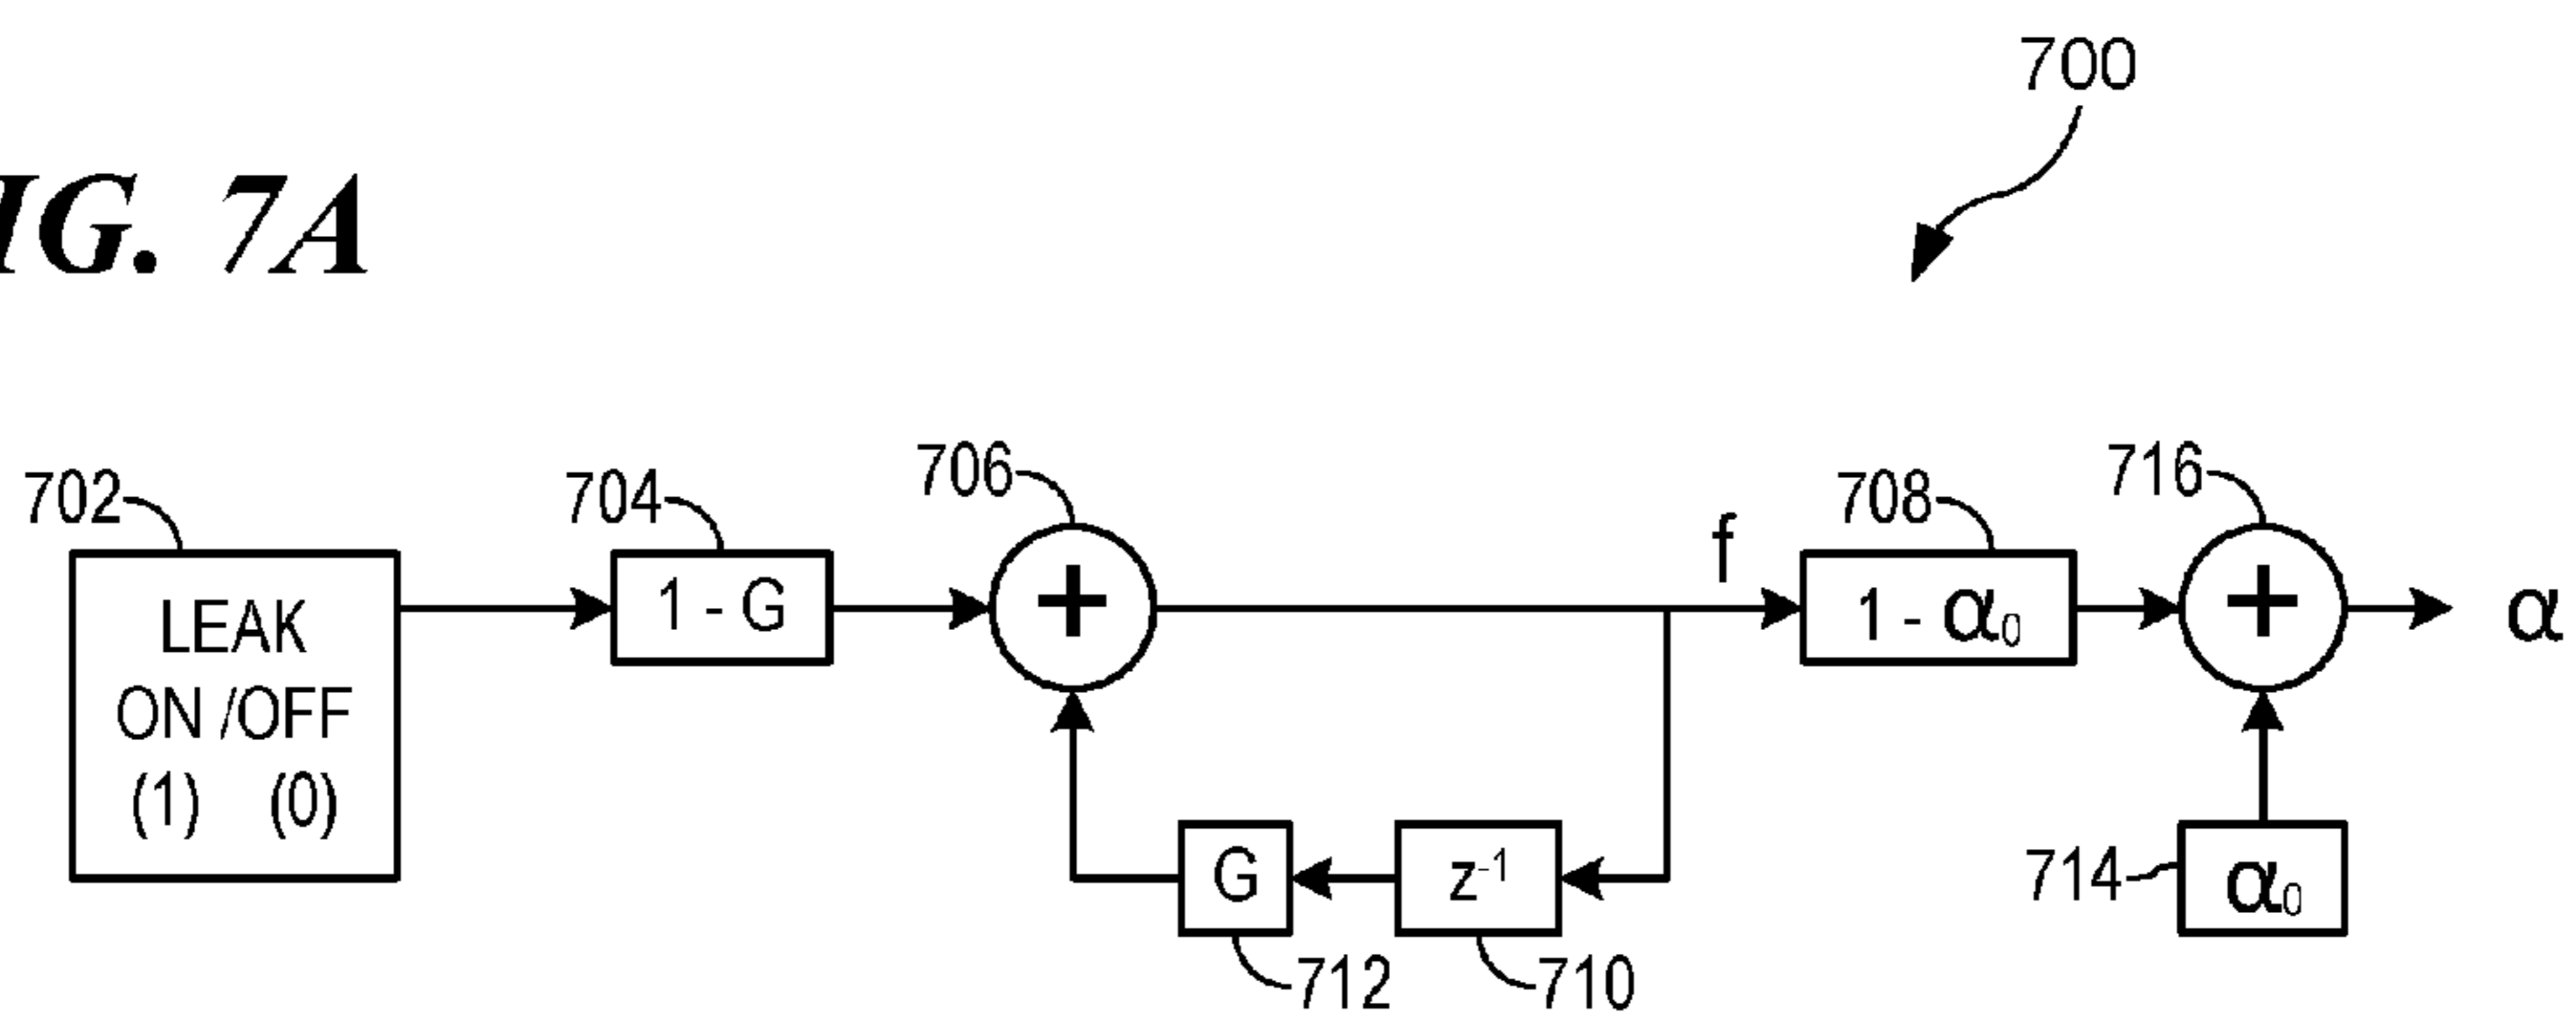 700
IG. 7A
702
704
706
708
716
LEAK
ON /OFF
(1) (0)
1 - G
+
f
1 - α₀
+
α
G
z⁻¹
714
α₀
712
710